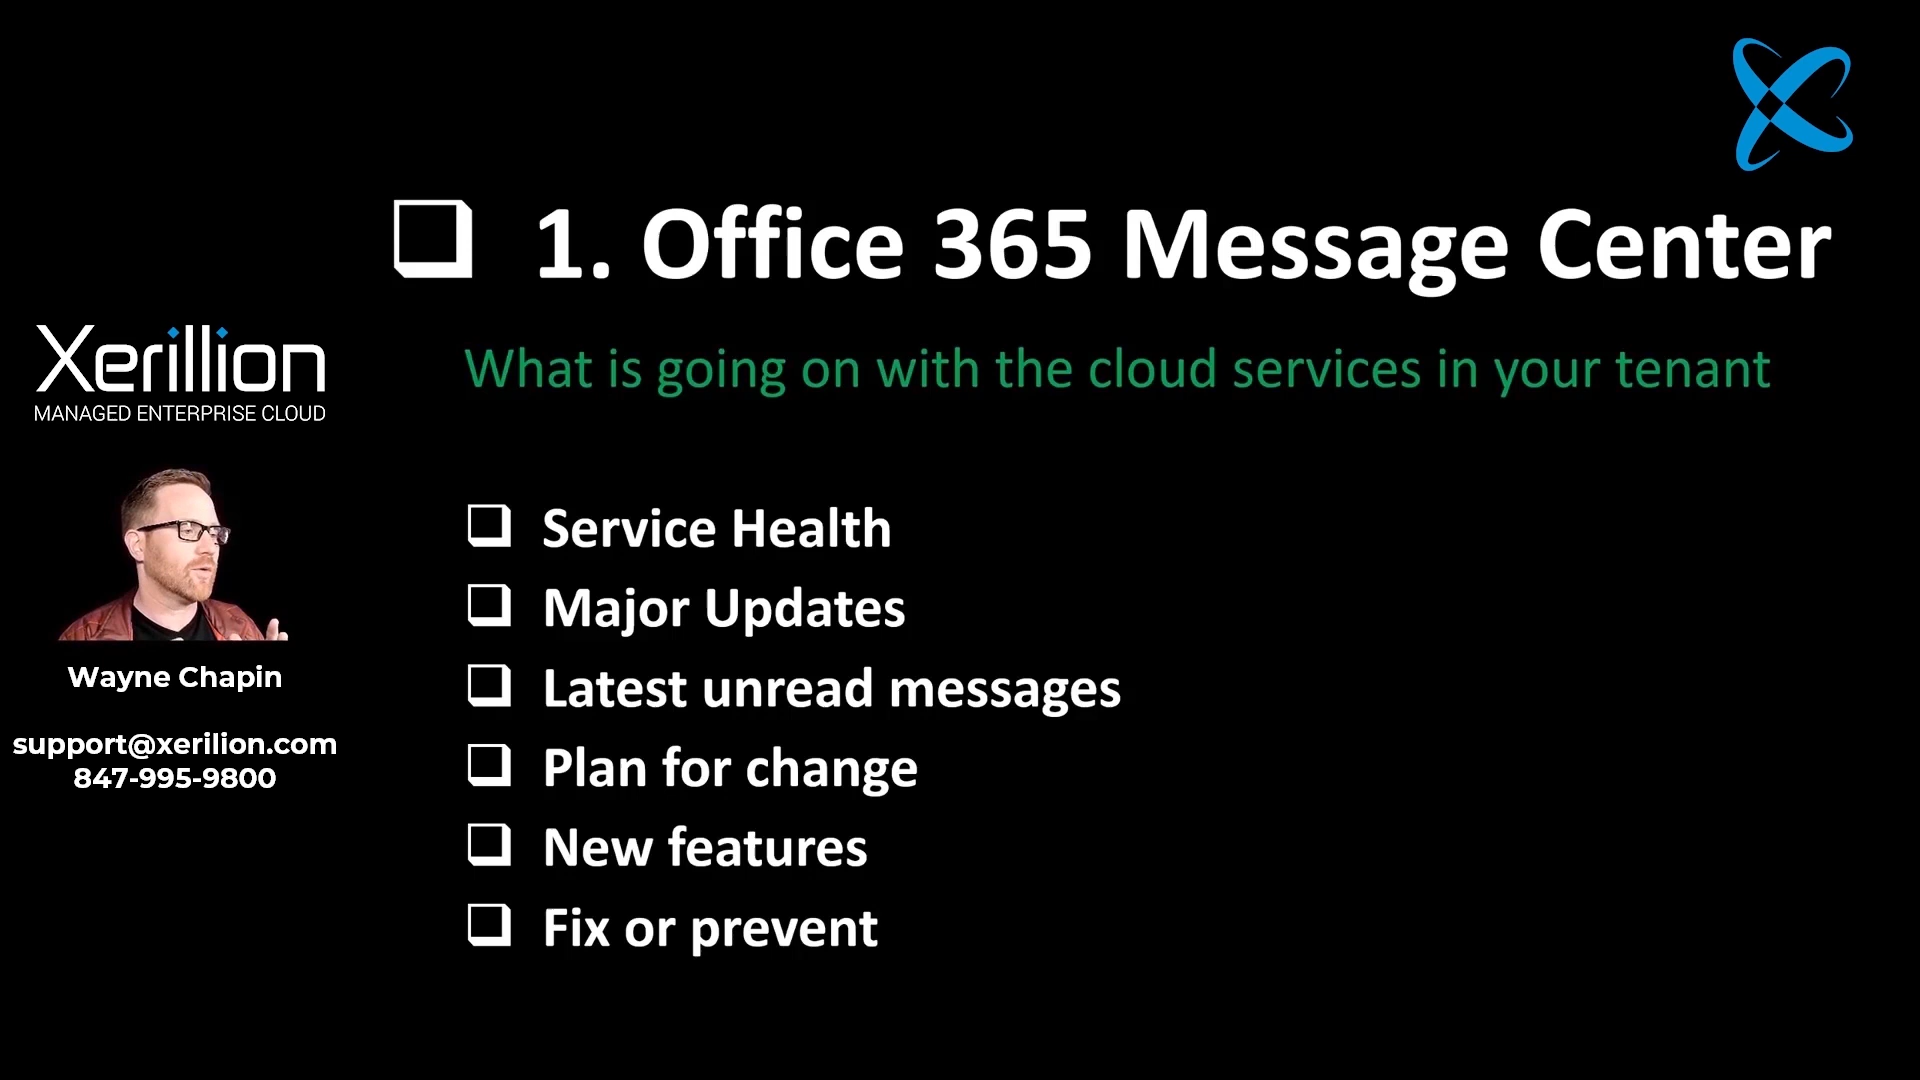 1. Office 365 Message Center
What is going on with the cloud services in your tenant
Xerillion
MANAGED ENTERPRISE CLOUD
Wayne Chapin
support@xerilion.com
847-995-9800
Service Health
Major Updates
Latest unread messages
Plan for change
New features
Fix or prevent